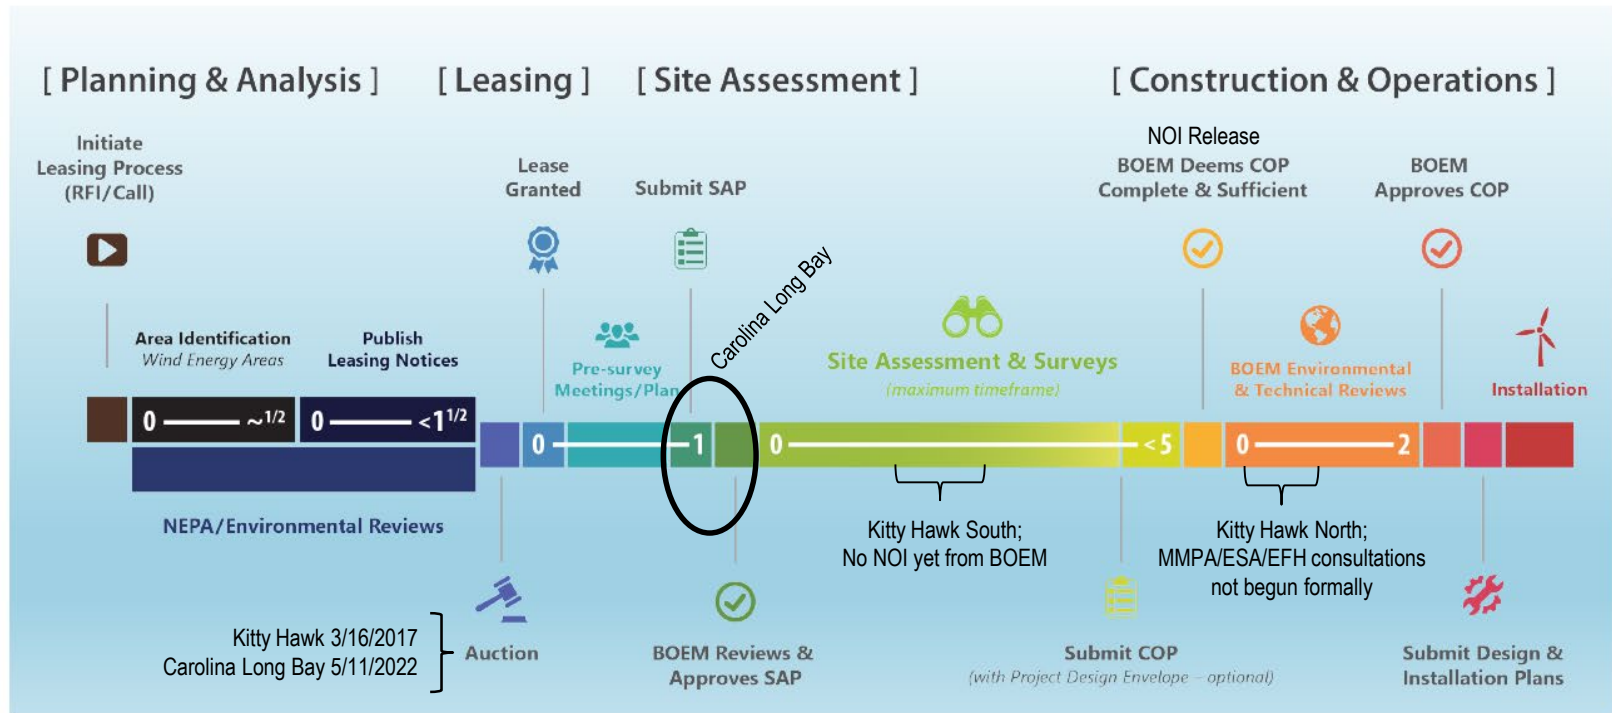 [ Planning & Analysis ]
[ Leasing ]
[ Site Assessment ]
[ Construction & Operations ]
Initiate
Leasing Process
(RFI/Call)
Lease
Granted
Submit SAP
NOI Release
BOEM Deems COP
Complete & Sufficient
BOEM
Approves COP
Carolina Long Bay
Area Identification
Wind Energy Areas
Publish
Leasing Notices
Pre-survey
Meetings/Plan
Site Assessment & Surveys
(maximum timeframe)
BOEM Environmental
& Technical Reviews
Installation
0 ~1/2
0 <1 1/2
0 1
0 <5
0 2
NEPA/Environmental Reviews
Kitty Hawk South;
No NOI yet from BOEM
Kitty Hawk North;
MMPA/ESA/EFH consultations
not begun formally
Kitty Hawk 3/16/2017
Carolina Long Bay 5/11/2022
Auction
BOEM Reviews &
Approves SAP
Submit COP
(with Project Design Envelope – optional)
Submit Design &
Installation Plans